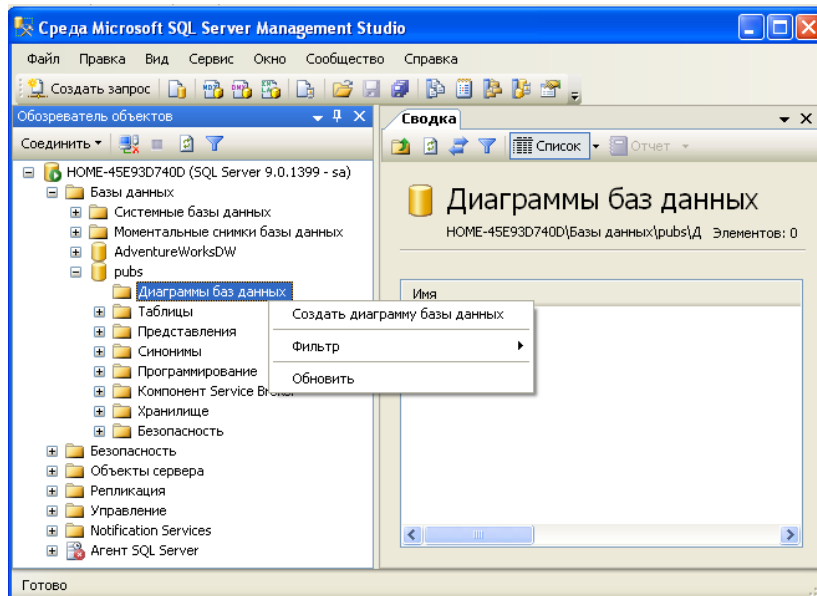 Среда Microsoft SQL Server Management Studio
Файл Правка Вид Сервис Окно Сообщество Справка
Создать запрос
Обозреватель объектов
Соединить
HOME-45E93D740D (SQL Server 9.0.1399 - sa)
Базы данных
Системные базы данных
Моментальные снимки базы данных
AdventureWorksDW
pubs
Диаграммы баз данных
Таблицы
Представления
Синонимы
Программирование
Компонент Service
Хранилище
Безопасность
Безопасность
Объекты сервера
Репликация
Управление
Notification Services
Агент SQL Server
Создать диаграмму базы данных
Фильтр
Обновить
Сводка
Список Отчет
Диаграммы баз данных
HOME-45E93D740D\Базы данных\pubs\Д Элементов: 0
Имя
Готово